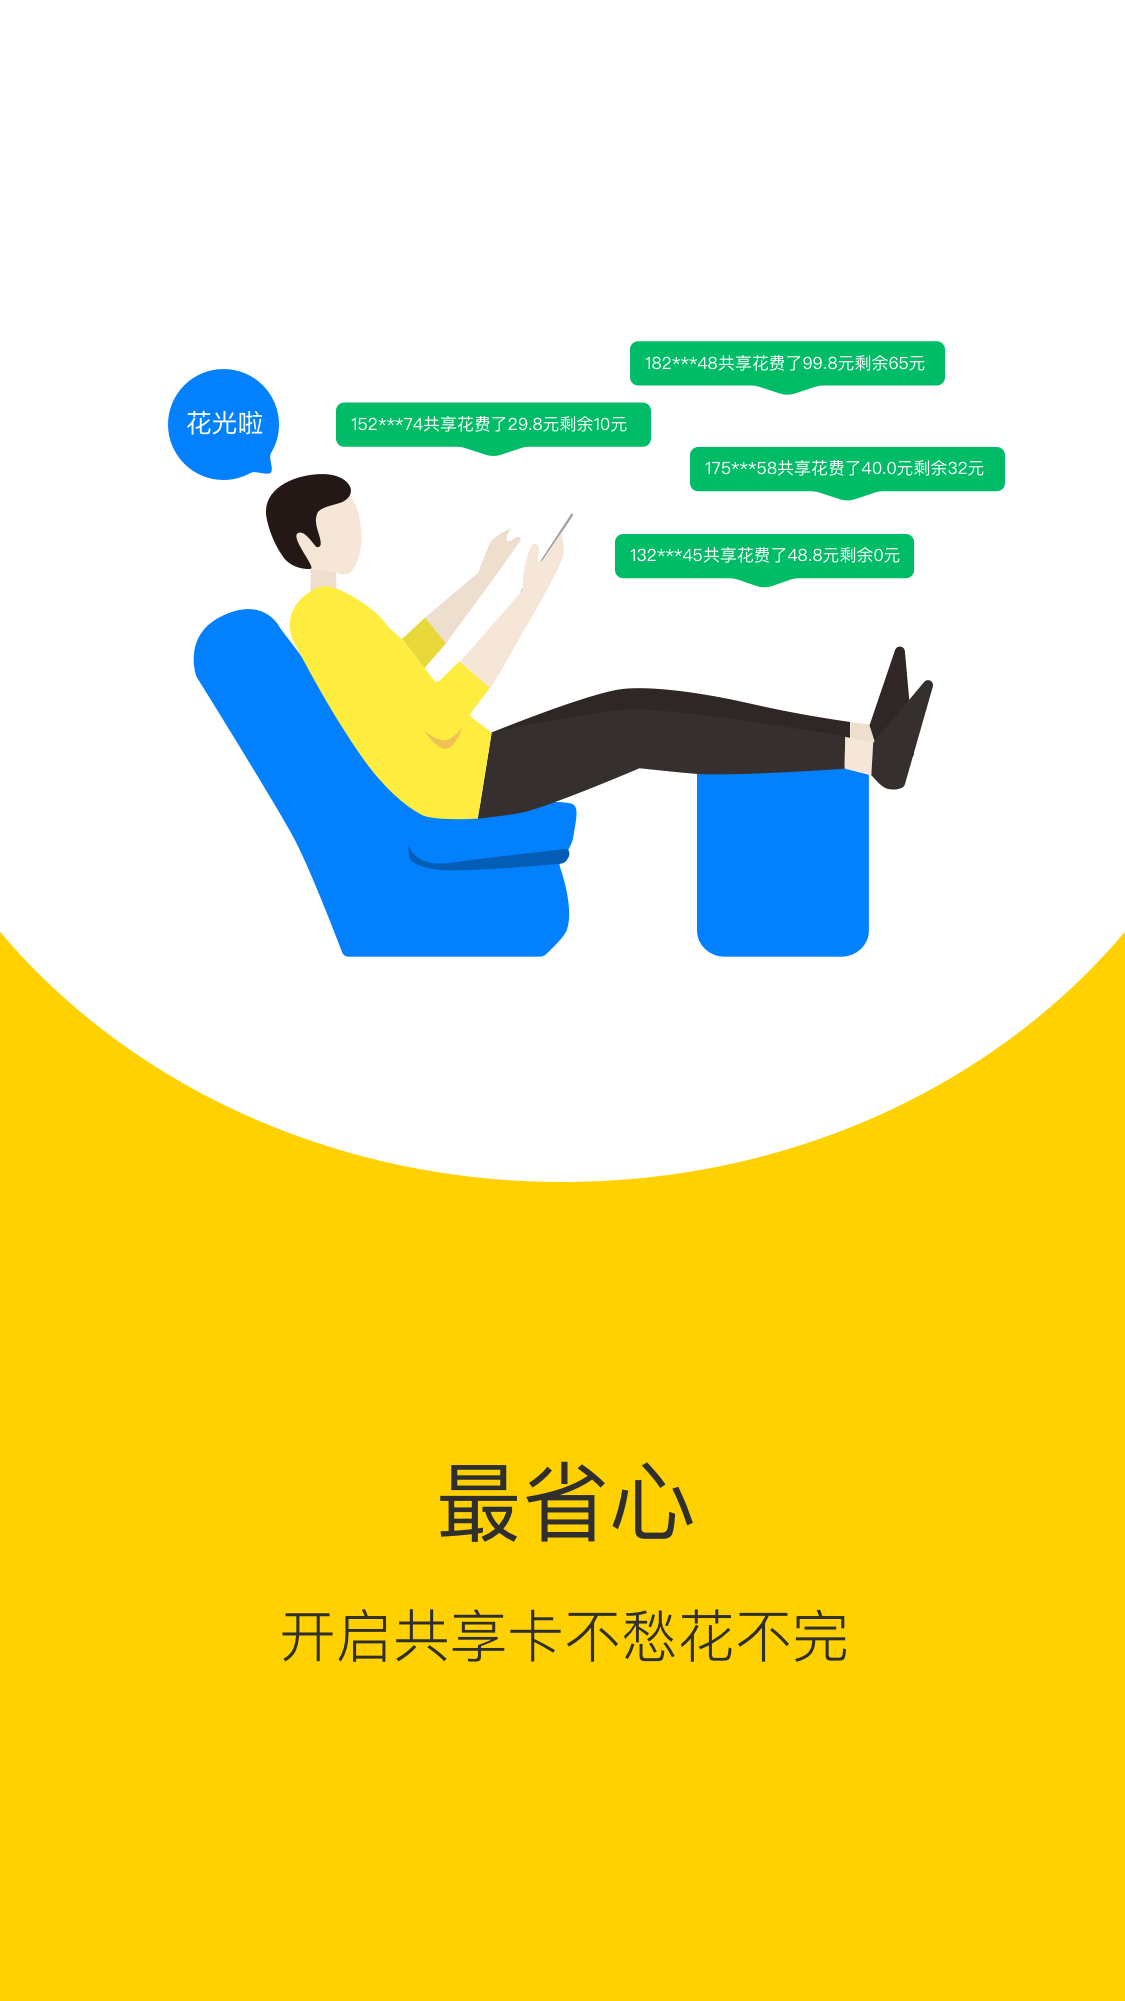 182***48共享花费了99.8元剩余65元
花光啦
152***74共享花费了29.8元剩余10元
175***58共享花费了40.0元剩余32元
132***45共享花费了48.8元剩余0元
最省心
开启共享卡不愁花不完